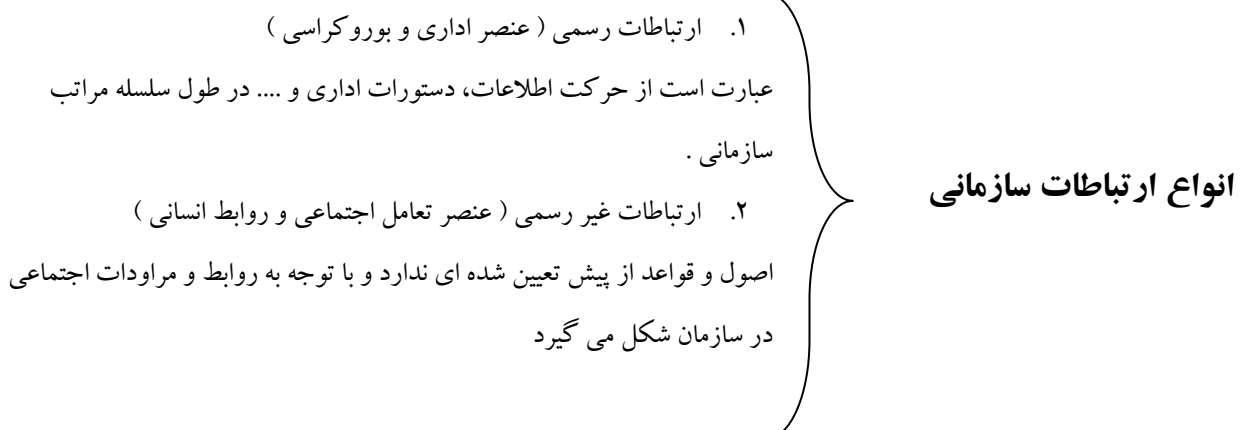 انواع ارتباطات سازمانی
۱. ارتباطات رسمی ( عنصر اداری و بوروکراسی )
عبارت است از حرکت اطلاعات، دستورات اداری و .... در طول سلسله مراتب
سازمانی .
۲. ارتباطات غیر رسمی ( عنصر تعامل اجتماعی و روابط انسانی )
اصول و قواعد از پیش تعیین شده ای ندارد و با توجه به روابط و مراودات اجتماعی
در سازمان شکل می گیرد